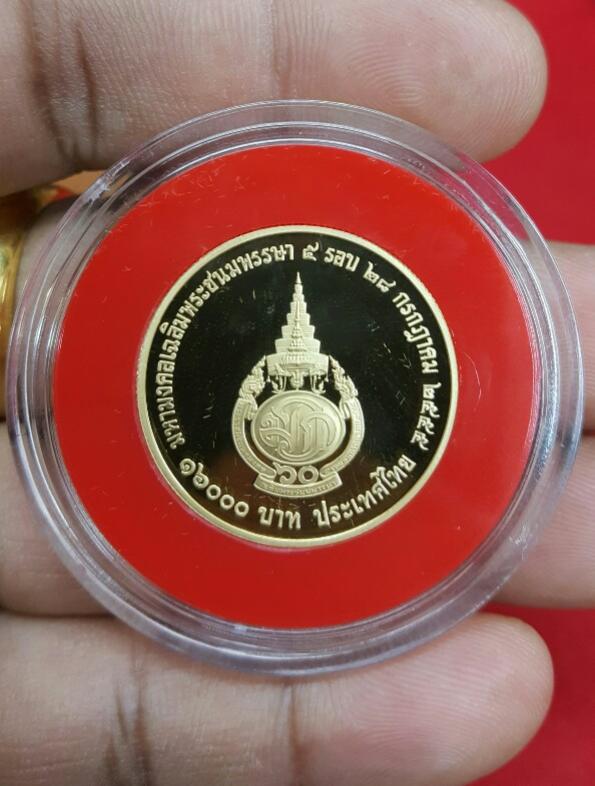 มหามงคลเฉลิมพระชนมพรรษา ๕ รอบ ๒๘ กรกฎาคม ๒๕๕๕
๖๐
๑๖๐๐๐ บาท ประเทศไทย